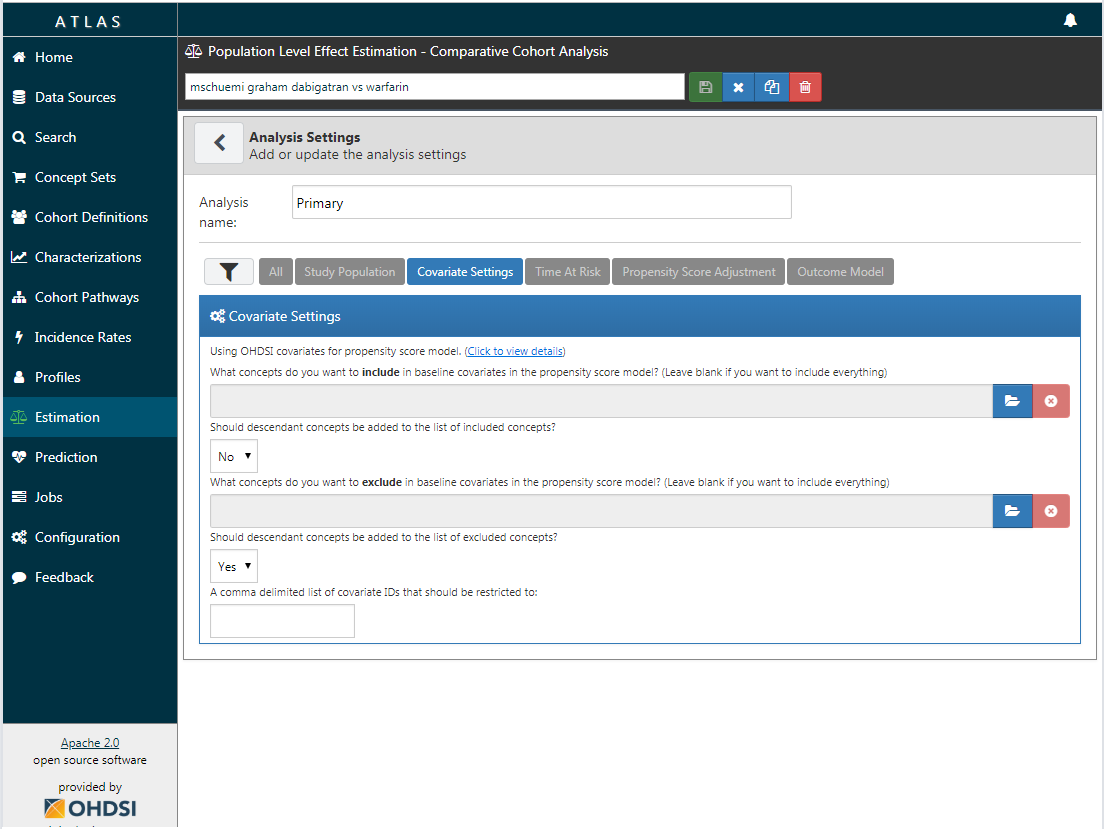 ATLAS
Home
Data Sources
Search
Concept Sets
Cohort Definitions
Characterizations
Cohort Pathways
Incidence Rates
Profiles
Estimation
Prediction
Jobs
Configuration
Feedback
Apache 2.0
open source software
provided by
OHDSI
Population Level Effect Estimation - Comparative Cohort Analysis
mschuemi graham dabigatran vs warfarin
Analysis Settings
Add or update the analysis settings
Analysis
name:
Primary
All Study Population Covariate Settings Time At Risk Propensity Score Adjustment Outcome Model
Covariate Settings
Using OHDSI covariates for propensity score model. (Click to view details)
What concepts do you want to include in baseline covariates in the propensity score model? (Leave blank if you want to include everything)
Should descendant concepts be added to the list of included concepts?
No
What concepts do you want to exclude in baseline covariates in the propensity score model? (Leave blank if you want to include everything)
Should descendant concepts be added to the list of excluded concepts?
Yes
A comma delimited list of covariate IDs that should be restricted to: